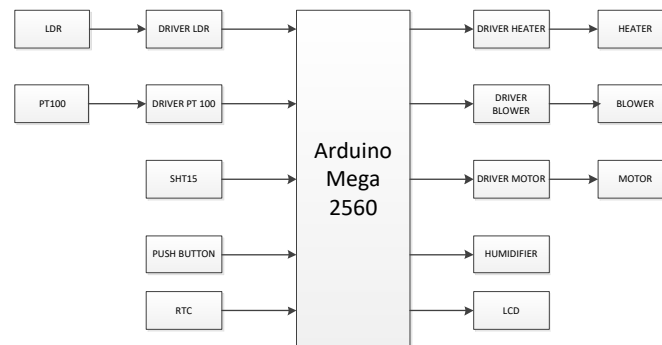 LDR
DRIVER LDR
DRIVER HEATER
HEATER
PT100
DRIVER PT 100
DRIVER
BLOWER
BLOWER
Arduino
Mega
2560
SHT15
DRIVER MOTOR
MOTOR
PUSH BUTTON
HUMIDIFIER
RTC
LCD